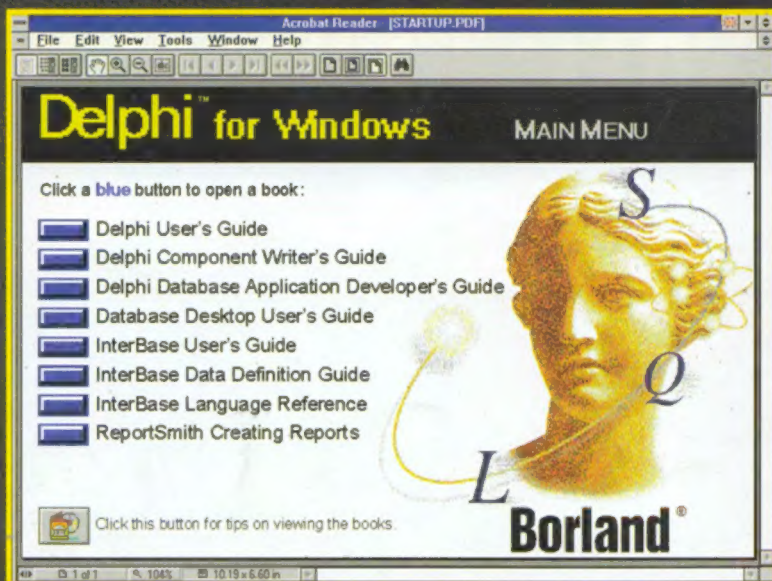 Acrobat Reader - [STARTUP.PDF]
File Edit View Tools Window Help
Delphi™ for Windows MAIN MENU
Click a blue button to open a book:
Delphi User's Guide
Delphi Component Writer's Guide
Delphi Database Application Developer's Guide
Database Desktop User's Guide
InterBase User's Guide
InterBase Data Definition Guide
InterBase Language Reference
ReportSmith Creating Reports
S
Q
L
Click this button for tips on viewing the books.
Borland®
1 of 1 104% 10.19 x 6.60 in